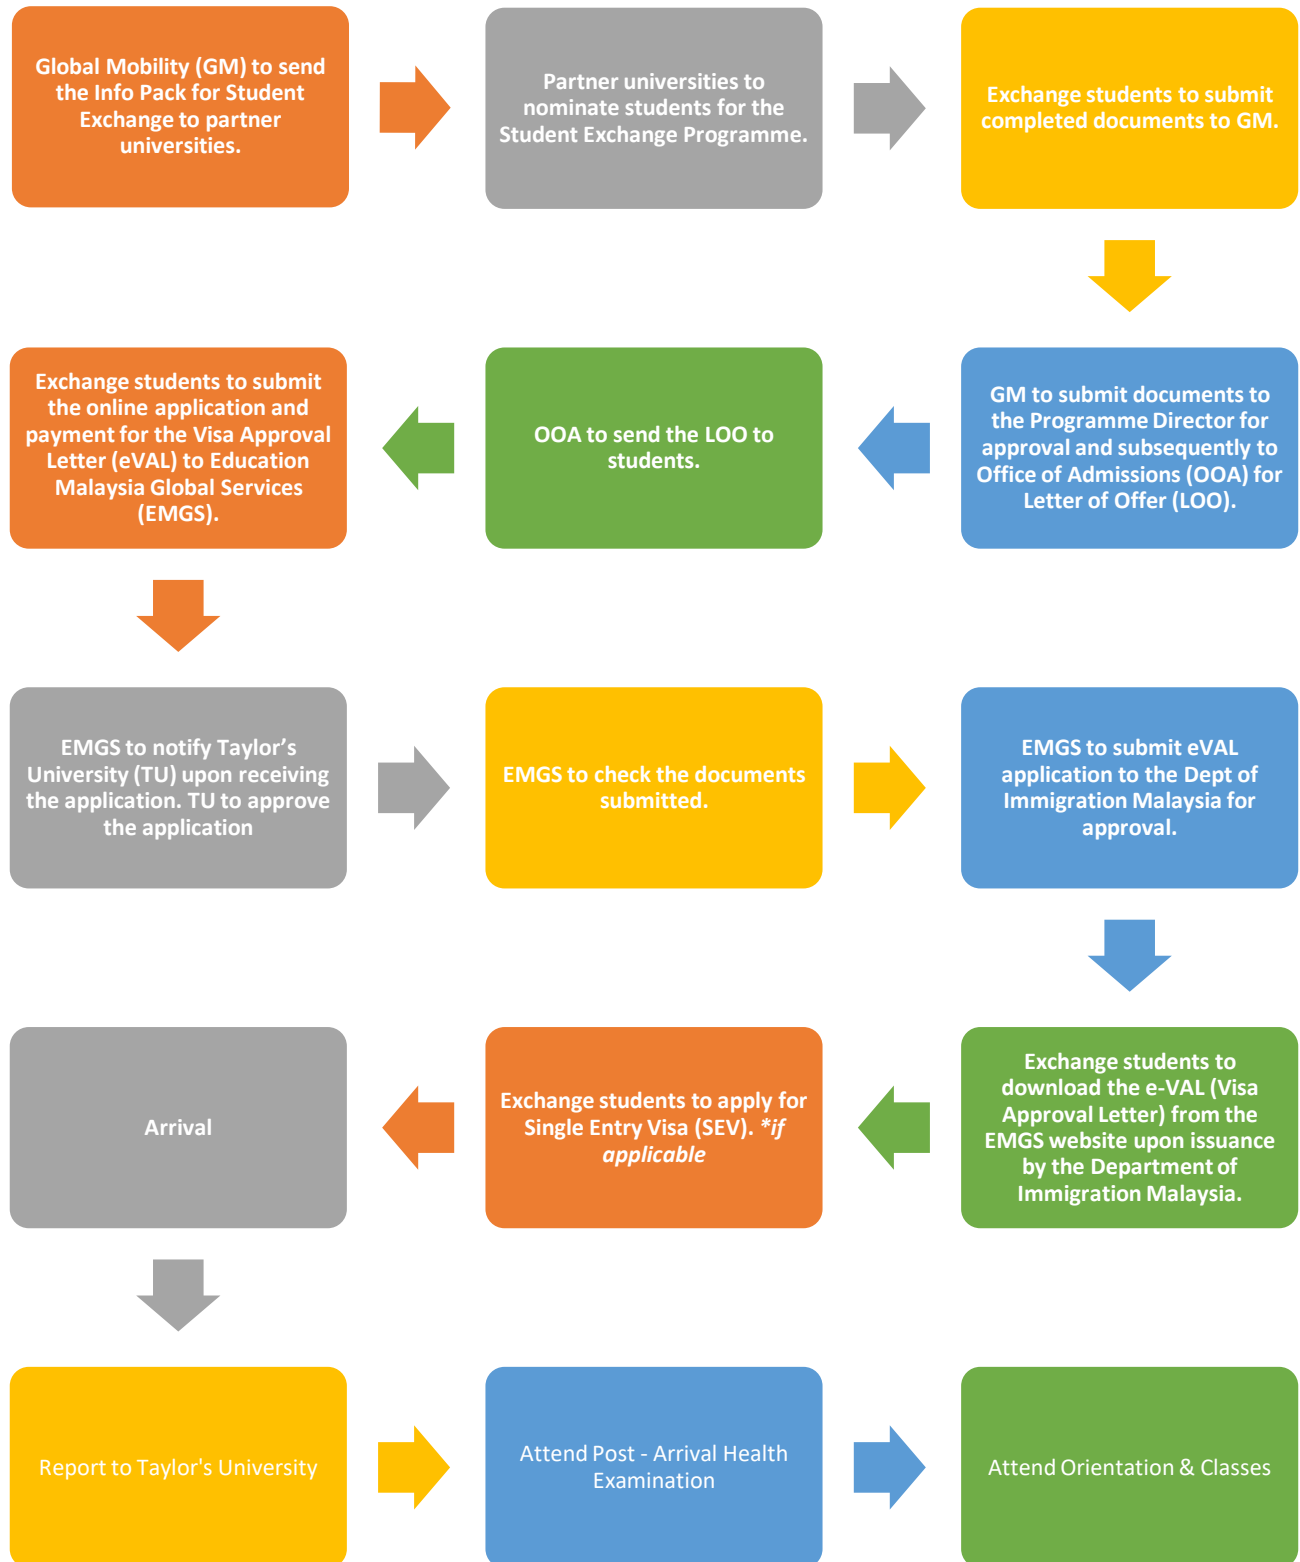 Global Mobility (GM) to send
the Info Pack for Student
Exchange to partner
universities.
Partner universities to
nominate students for the
Student Exchange Programme.
Exchange students to submit
completed documents to GM.
GM to submit documents to
the Programme Director for
approval and subsequently to
Office of Admissions (OOA) for
Letter of Offer (LOO).
OOA to send the LOO to
students.
Exchange students to submit
the online application and
payment for the Visa Approval
Letter (eVAL) to Education
Malaysia Global Services
(EMGS).
EMGS to notify Taylor’s
University (TU) upon receiving
the application. TU to approve
the application
EMGS to check the documents
submitted.
EMGS to submit eVAL
application to the Dept of
Immigration Malaysia for
approval.
Exchange students to
download the e-VAL (Visa
Approval Letter) from the
EMGS website upon issuance
by the Department of
Immigration Malaysia.
Exchange students to apply for
Single Entry Visa (SEV). *if
applicable
Arrival
Report to Taylor's University
Attend Post - Arrival Health
Examination
Attend Orientation & Classes